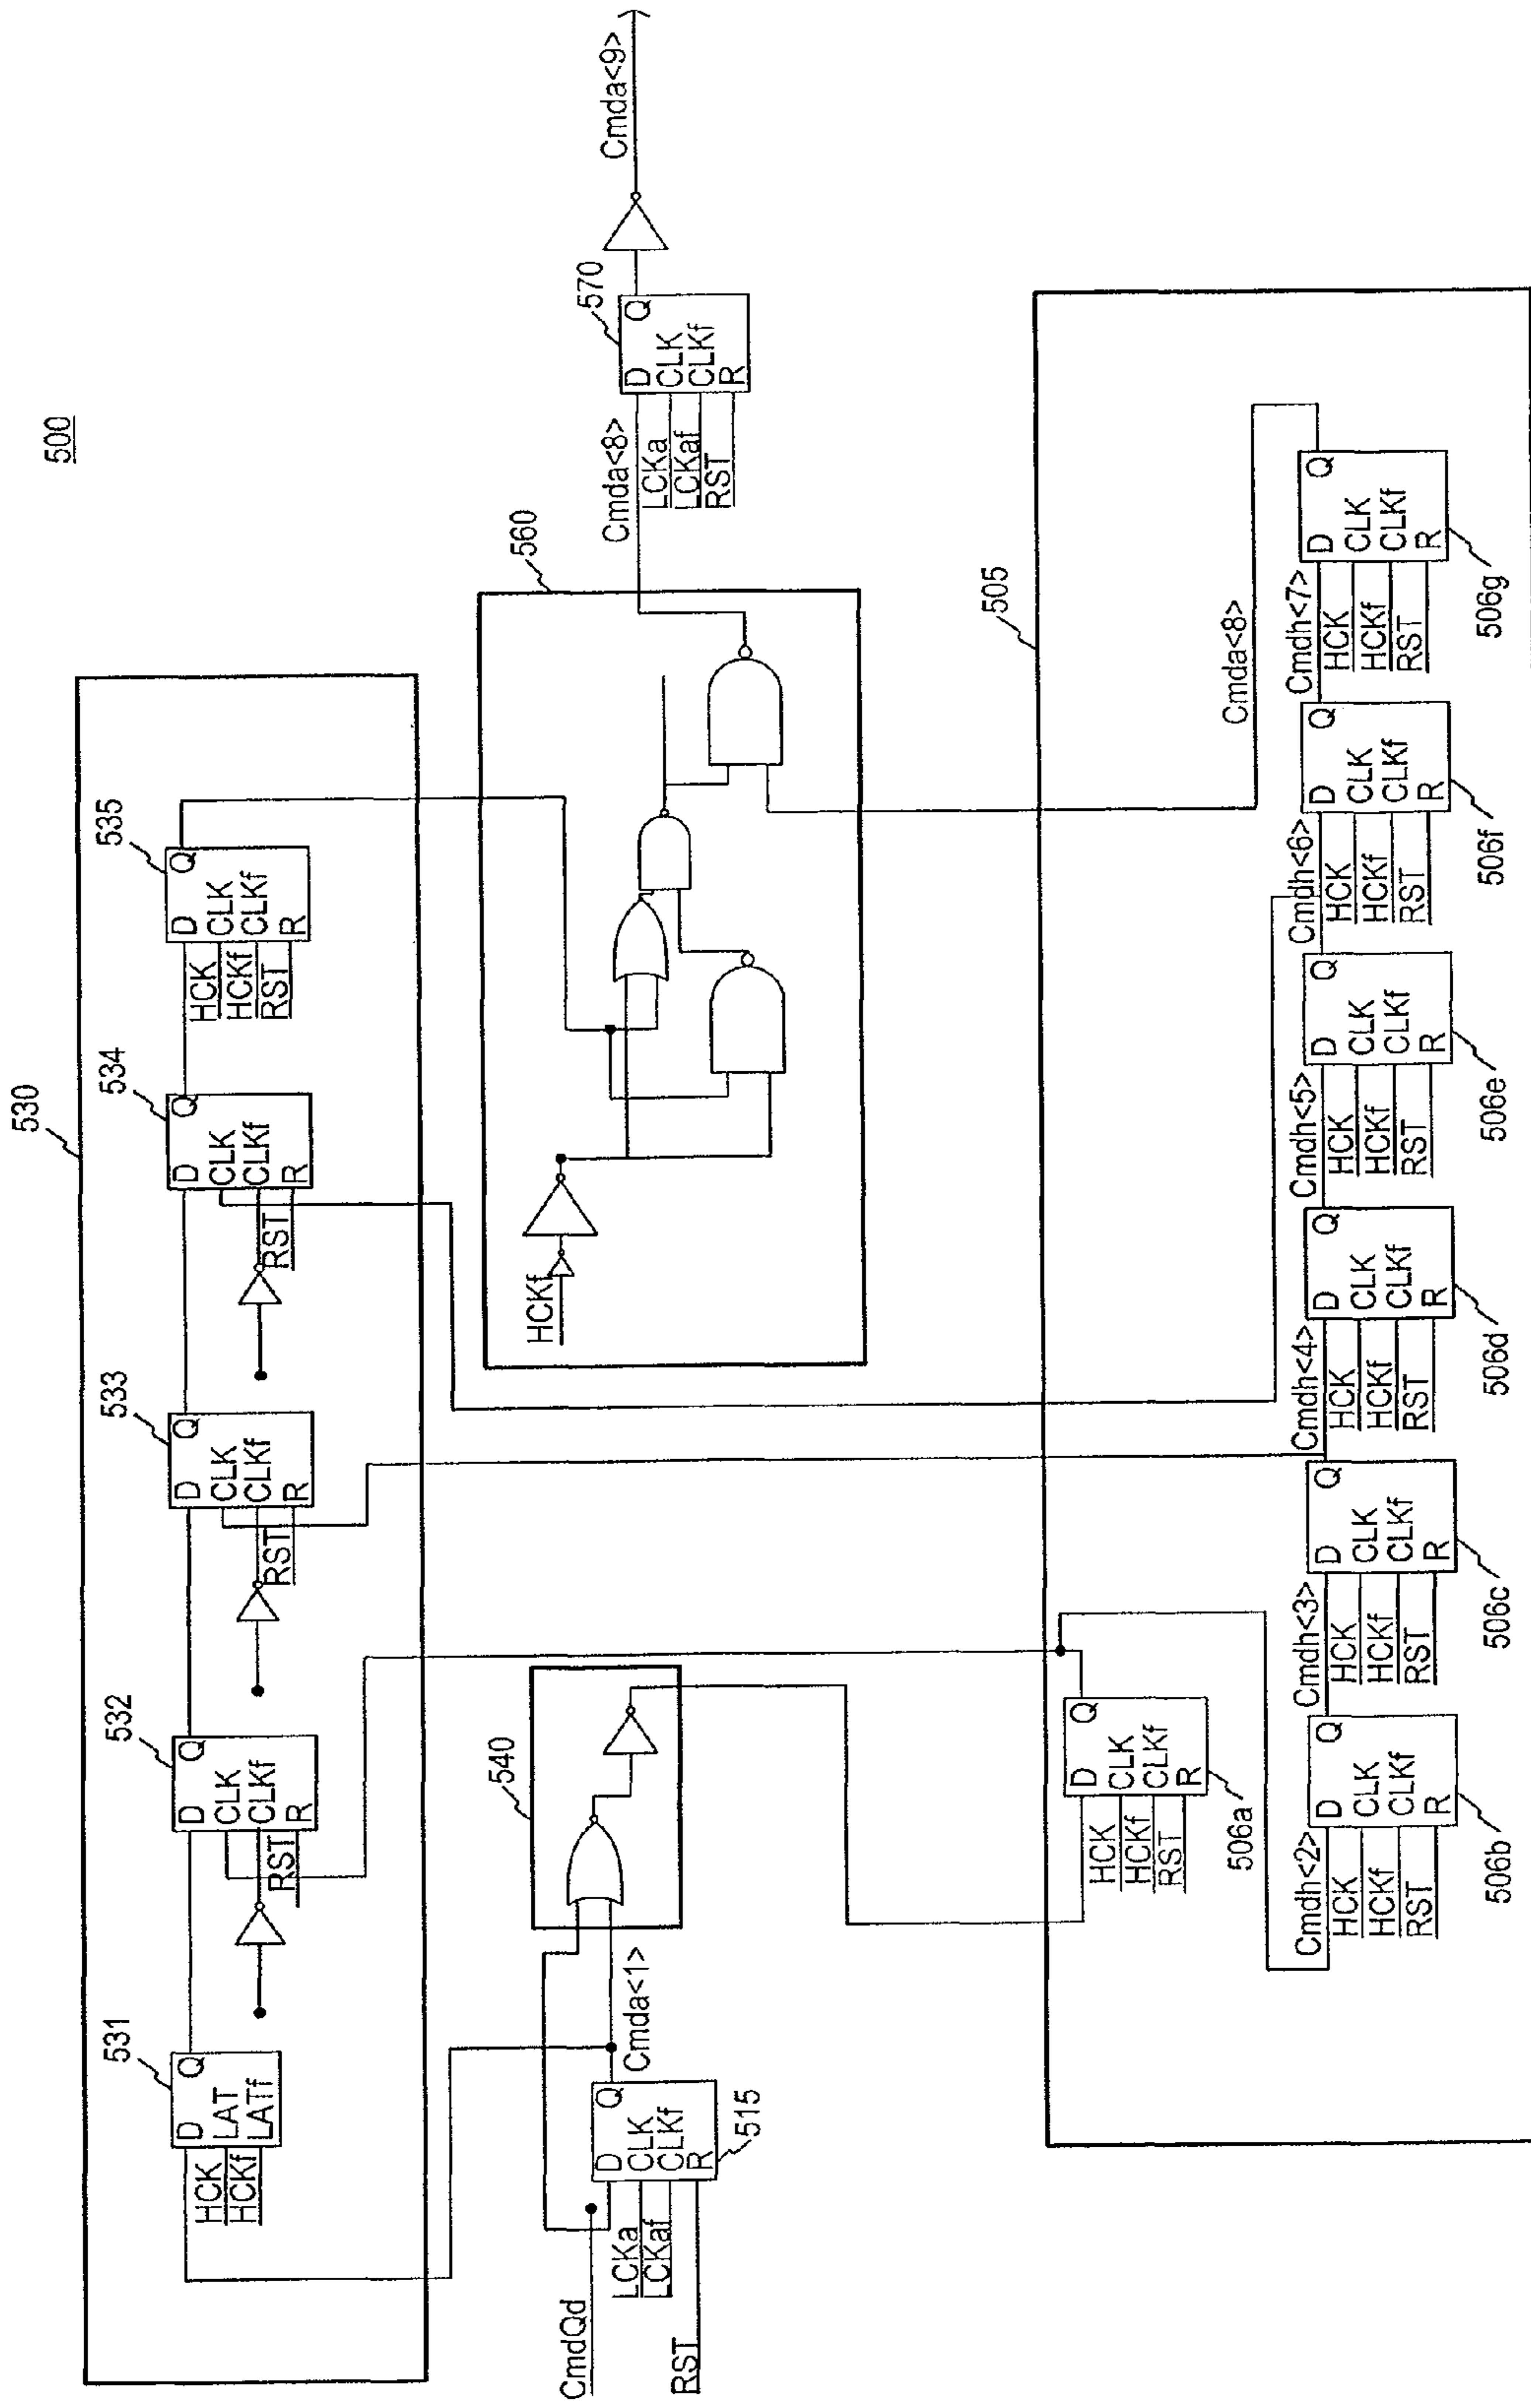 500
530
531
D Q
LAT
LATf
HCK
HCKf
532
D Q
CLK
CLKf
R
RST
533
D Q
CLK
CLKf
R
RST
534
D Q
CLK
CLKf
R
RST
535
D Q
CLK
CLKf
R
HCK
HCKf
RST
CmdQd
LCKa
LCKaf
RST
D Q
CLK
CLKf
R
515
Cmda<1>
540
560
HCKf
Cmda<8>
LCKa
LCKaf
RST
570
D Q
CLK
CLKf
R
Cmda<9>
505
HCK
HCKf
RST
D Q
CLK
CLKf
R
506a
Cmda<8>
Cmdh<2>
HCK
HCKf
RST
D Q
CLK
CLKf
R
506b
Cmdh<3>
HCK
HCKf
RST
D Q
CLK
CLKf
R
506c
Cmdh<4>
HCK
HCKf
RST
D Q
CLK
CLKf
R
506d
Cmdh<5>
HCK
HCKf
RST
D Q
CLK
CLKf
R
506e
Cmdh<6>
HCK
HCKf
RST
D Q
CLK
CLKf
R
506f
Cmdh<7>
HCK
HCKf
RST
D Q
CLK
CLKf
R
506g